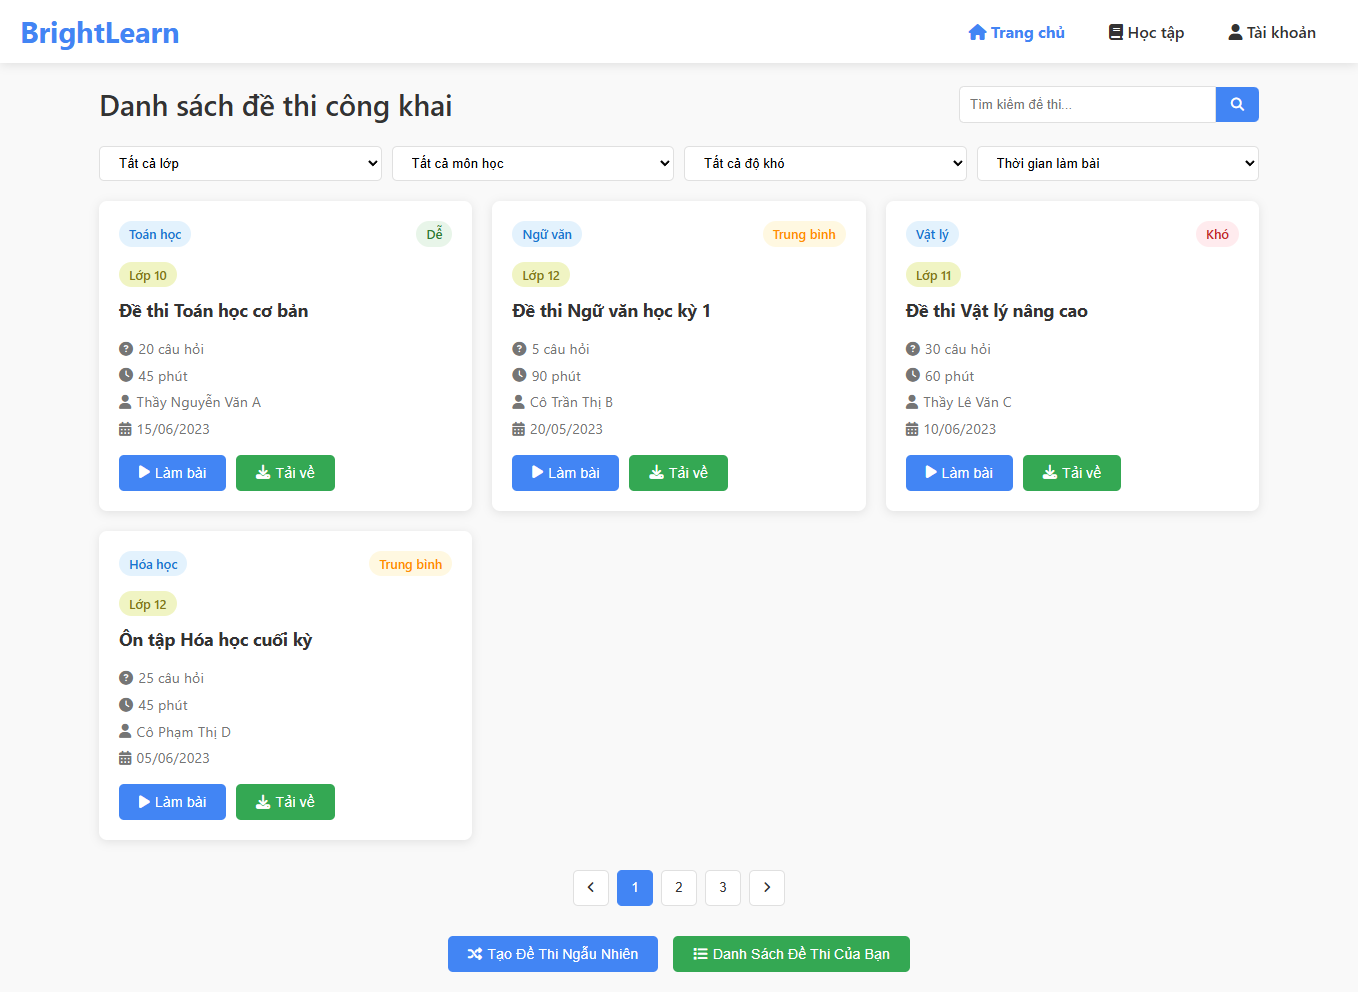 BrightLearn
Trang chủ
Học tập
Tài khoản
Danh sách đề thi công khai
Tìm kiếm đề thi...
Tất cả lớp
Tất cả môn học
Tất cả độ khó
Thời gian làm bài
Toán học
Dễ
Lớp 10
Đề thi Toán học cơ bản
20 câu hỏi
45 phút
Thầy Nguyễn Văn A
15/06/2023
Làm bài
Tải về
Ngữ văn
Trung bình
Lớp 12
Đề thi Ngữ văn học kỳ 1
5 câu hỏi
90 phút
Cô Trần Thị B
20/05/2023
Làm bài
Tải về
Vật lý
Khó
Lớp 11
Đề thi Vật lý nâng cao
30 câu hỏi
60 phút
Thầy Lê Văn C
10/06/2023
Làm bài
Tải về
Hóa học
Trung bình
Lớp 12
Ôn tập Hóa học cuối kỳ
25 câu hỏi
45 phút
Cô Phạm Thị D
05/06/2023
Làm bài
Tải về
1
2
3
Tạo Đề Thi Ngẫu Nhiên
Danh Sách Đề Thi Của Bạn